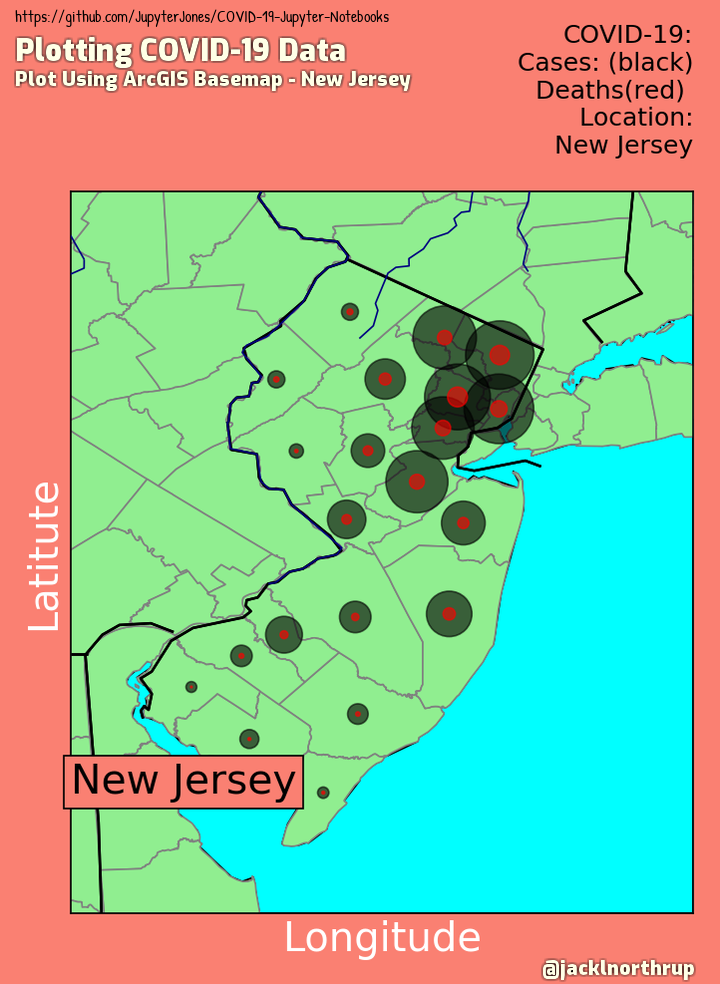 https://github.com/JupyterJones/COVID-19-Jupyter-Notebooks
Plotting COVID-19 Data
Plot Using ArcGIS Basemap - New Jersey
COVID-19:
Cases: (black)
Deaths(red)
Location:
New Jersey
Latitute
New Jersey
Longitude
@jacklnorthrup